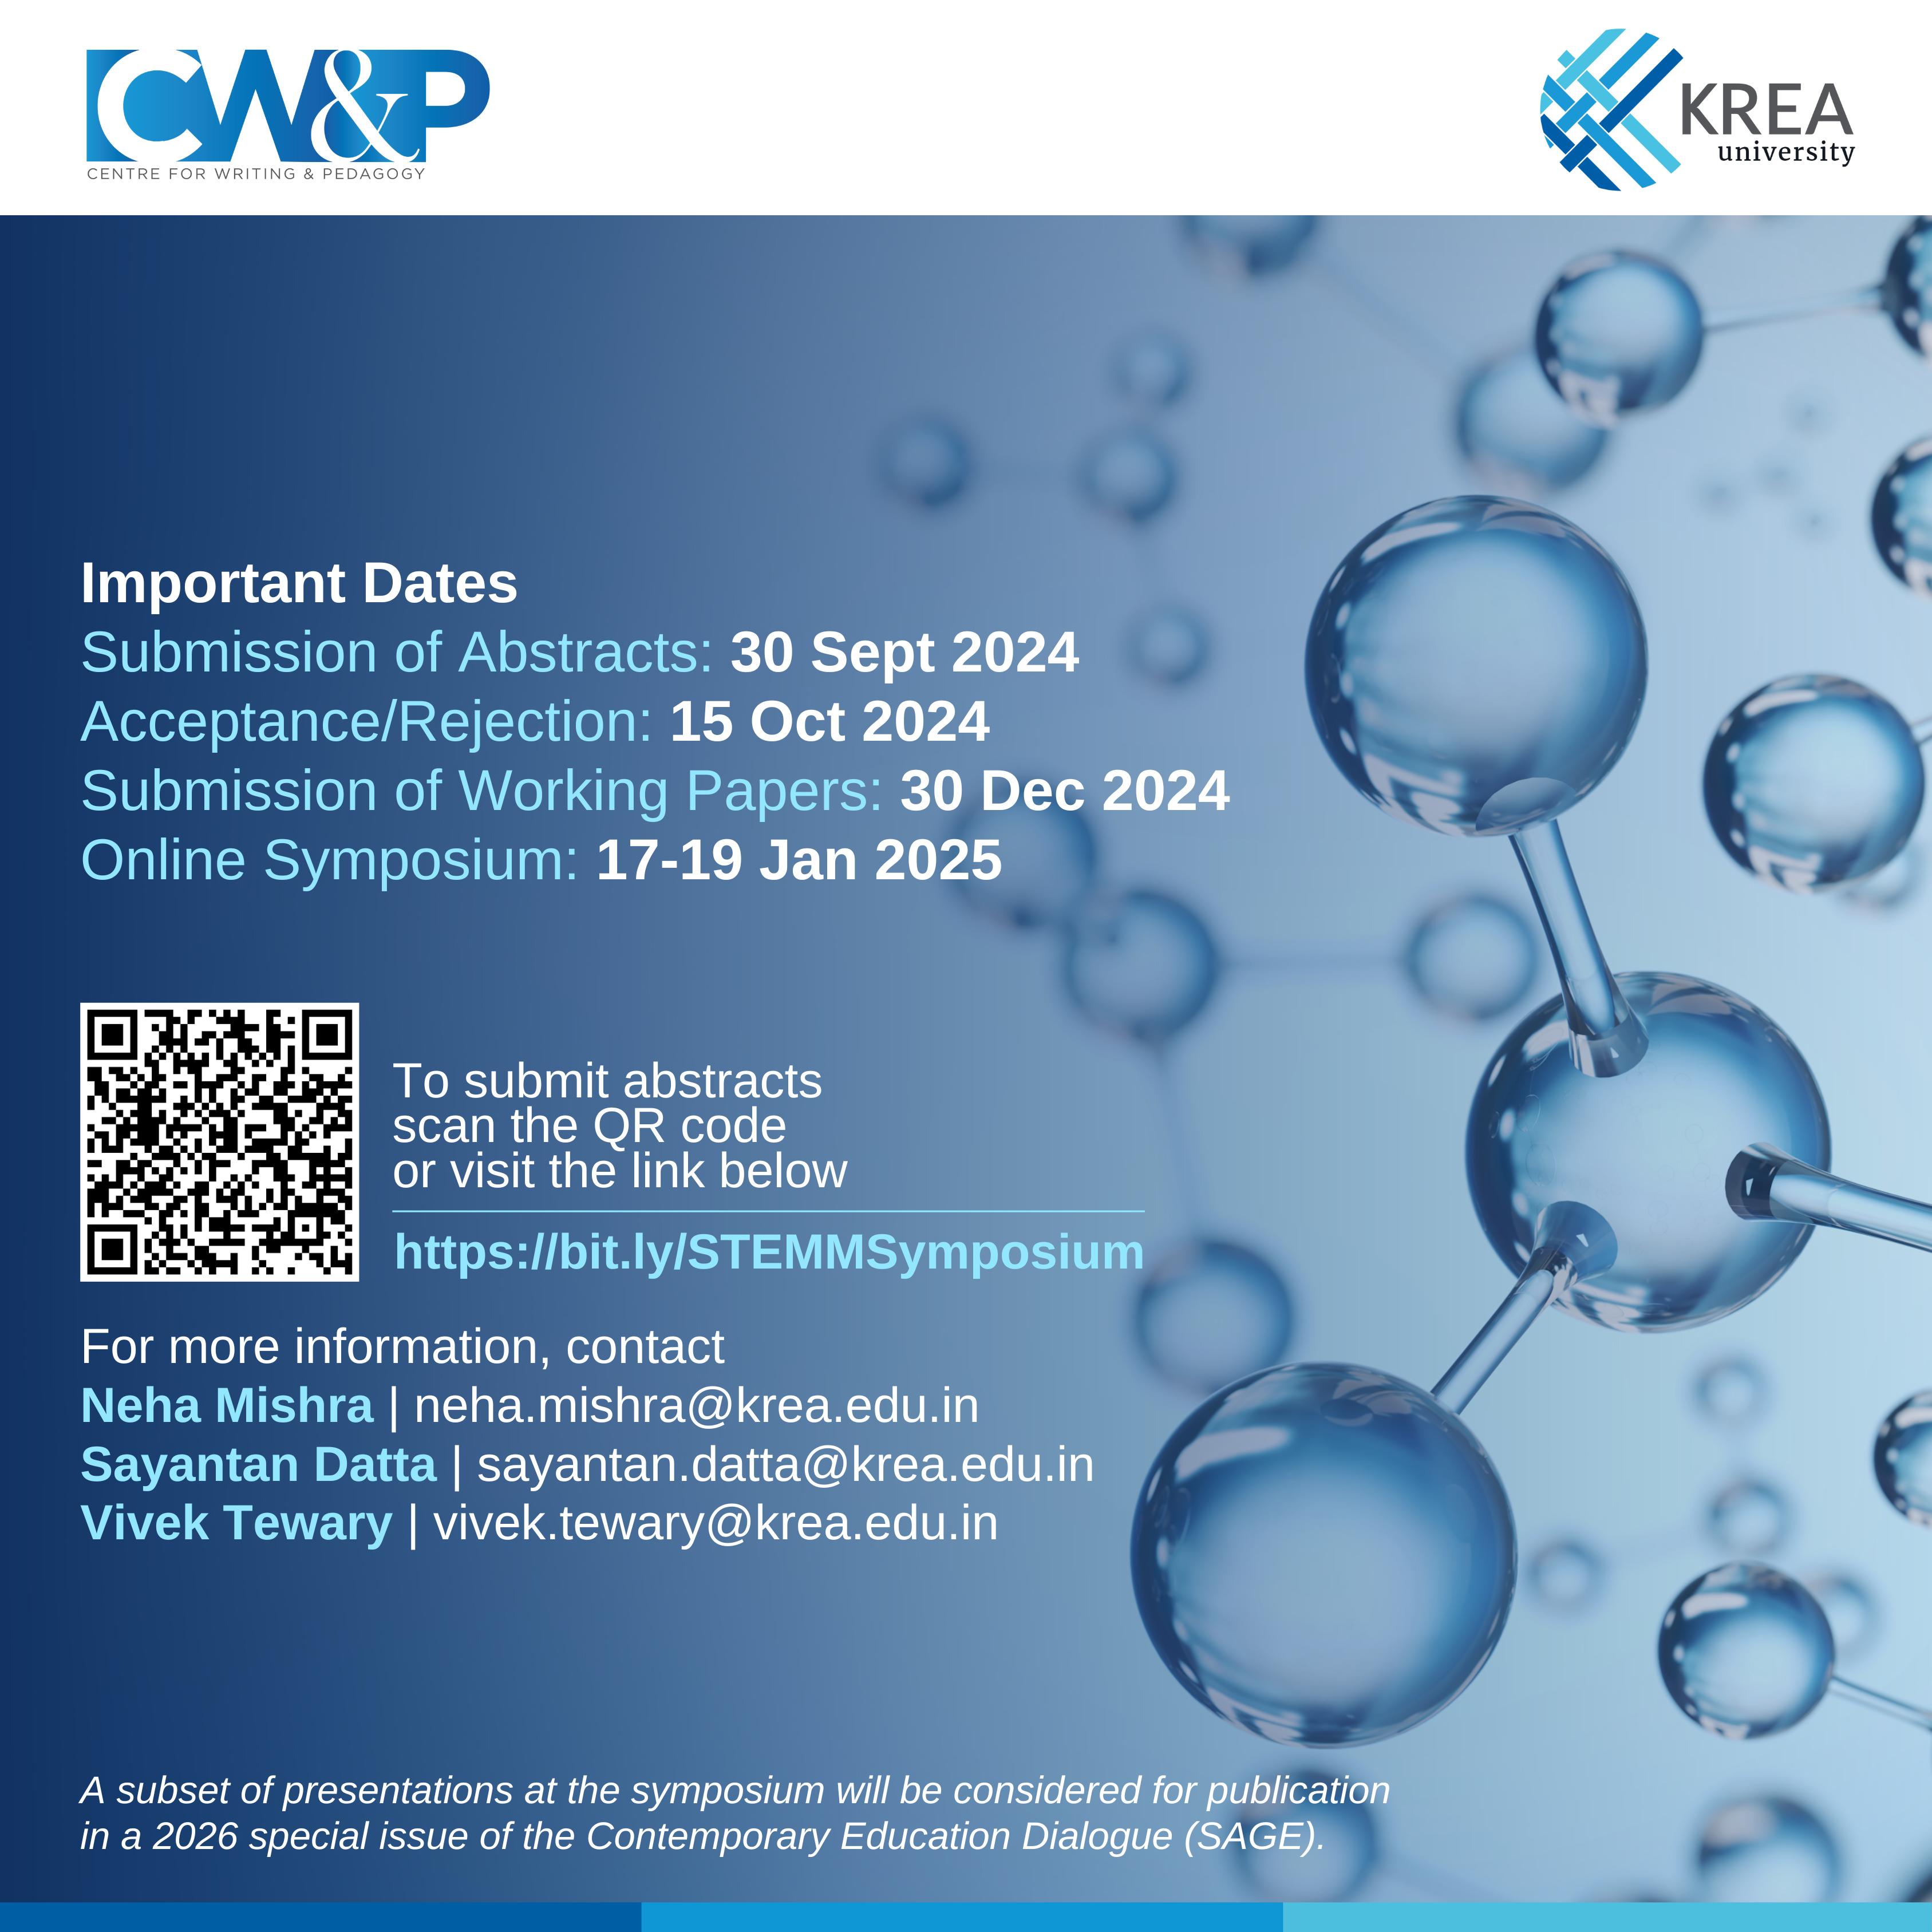 CW&P
CENTRE FOR WRITING & PEDAGOGY
KREA
university
Important Dates
Submission of Abstracts: 30 Sept 2024
Acceptance/Rejection: 15 Oct 2024
Submission of Working Papers: 30 Dec 2024
Online Symposium: 17-19 Jan 2025
To submit abstracts
scan the QR code
or visit the link below
https://bit.ly/STEMMSymposium
For more information, contact
Neha Mishra | neha.mishra@krea.edu.in
Sayantan Datta | sayantan.datta@krea.edu.in
Vivek Tewary | vivek.tewary@krea.edu.in
A subset of presentations at the symposium will be considered for publication
in a 2026 special issue of the Contemporary Education Dialogue (SAGE).